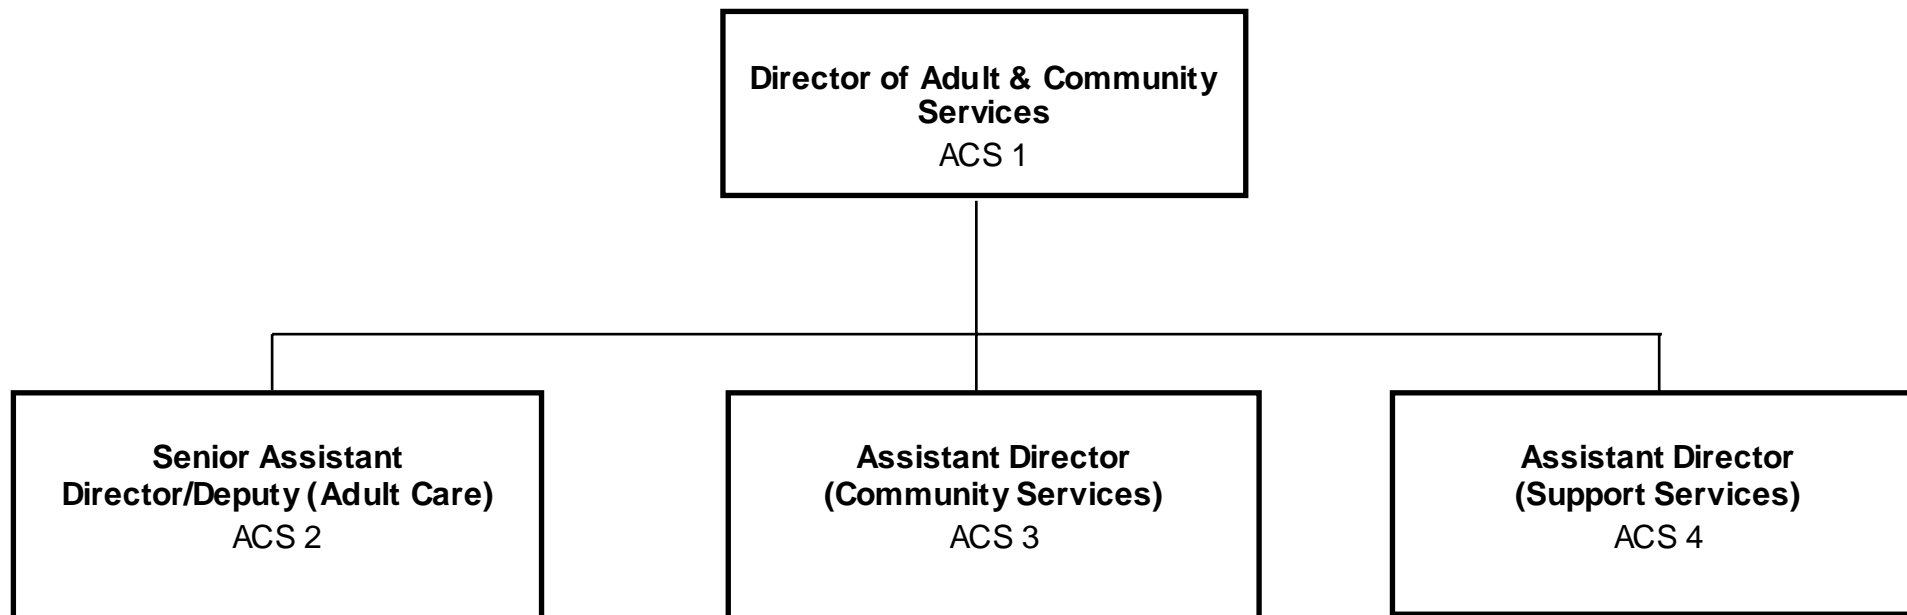 Director of Adult & Community
Services
ACS 1
Senior Assistant
Director/Deputy (Adult Care)
ACS 2
Assistant Director
(Community Services)
ACS 3
Assistant Director
(Support Services)
ACS 4